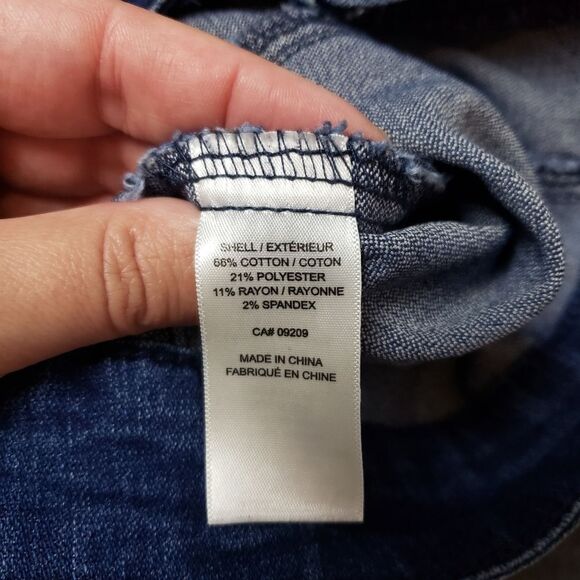 SHELL / EXTÉRIEUR
66% COTTON / COTON
21% POLYESTER
11% RAYON / RAYONNE
2% SPANDEX
CA# 09209
MADE IN CHINA
FABRIQUÉ EN CHINE